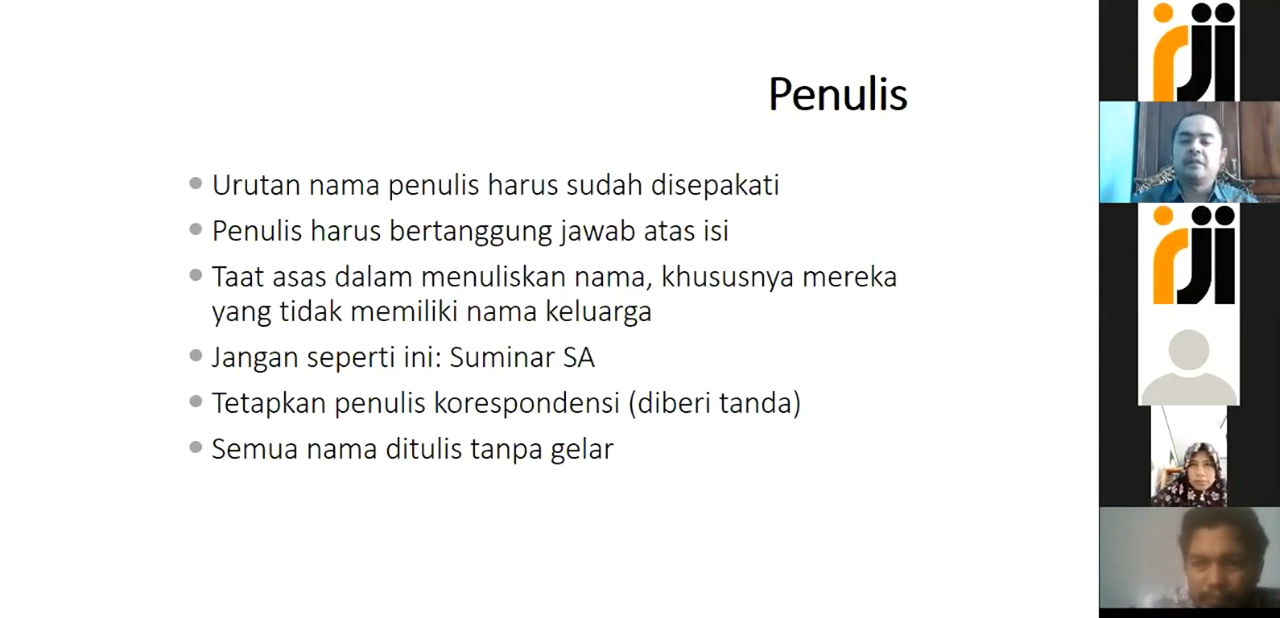 Penulis
Urutan nama penulis harus sudah disepakati
Penulis harus bertanggung jawab atas isi
Taat asas dalam menuliskan nama, khususnya mereka
yang tidak memiliki nama keluarga
Jangan seperti ini: Suminar SA
Tetapkan penulis korespondensi (diberi tanda)
Semua nama ditulis tanpa gelar
rji
rji